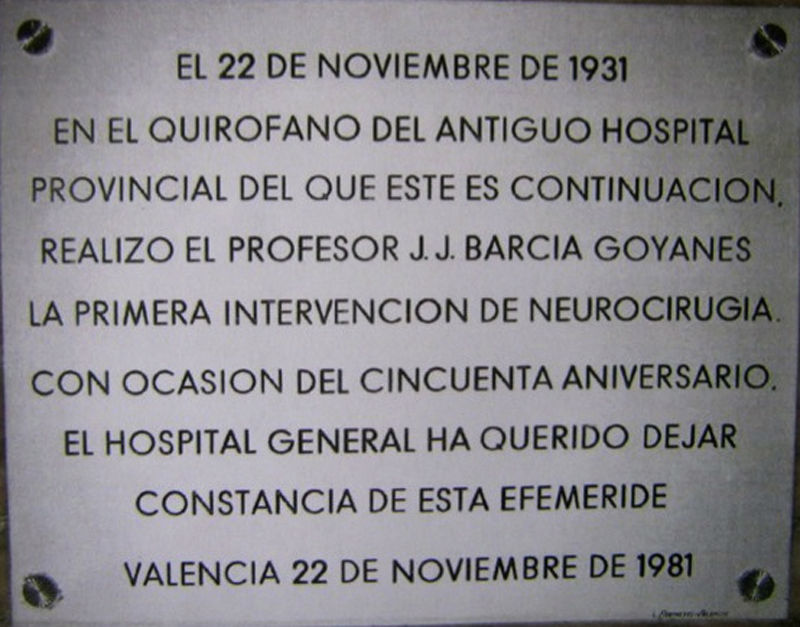 EL 22 DE NOVIEMBRE DE 1931
EN EL QUIROFANO DEL ANTIGUO HOSPITAL
PROVINCIAL DEL QUE ESTE ES CONTINUACION,
REALIZO EL PROFESOR J. J. BARCIA GOYANES
LA PRIMERA INTERVENCION DE NEUROCIRUGIA.
CON OCASION DEL CINCUENTA ANIVERSARIO.
EL HOSPITAL GENERAL HA QUERIDO DEJAR
CONSTANCIA DE ESTA EFEMERIDE
VALENCIA 22 DE NOVIEMBRE DE 1981